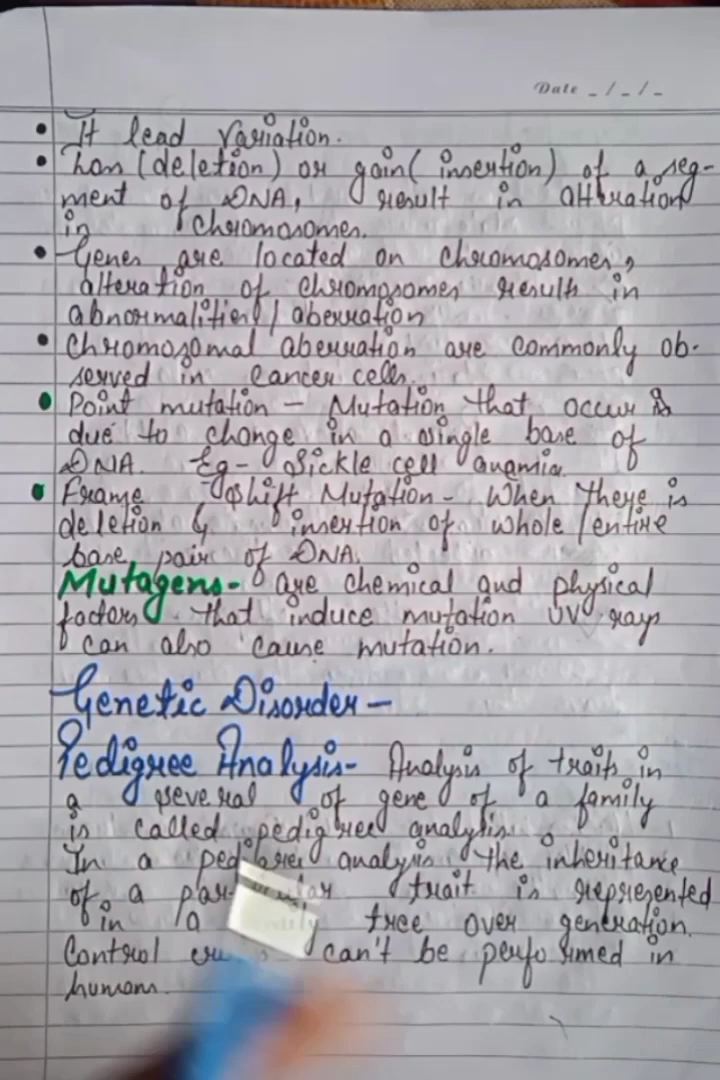 Date _ / _ / _
• It lead Variation.
• Loss (deletion) or gain( insertion) of a seg-
ment of DNA, result in altration
in chromosomes.
• Genes are located on chromosomes,
alteration of chromosomes results in
abnormalities / aberration
• Chromosomal aberration are commonly ob-
served in cancer cells.
• Point mutation - Mutation that occur is
due to change in a single base of
DNA. Eg- Sickle cell anamia
• Frame shift Mutation - When there is
deletion & insertion of whole / entire
base pair of DNA.
Mutagens- are chemical and physical
factors that induce mutation UV rays
can also cause mutation.
Genetic Disorder -
Pedigree Analysis- Analysis of traits in
a several of gene of a family
is called pedigree analysis.
In a analysis the inheritance
of a trait is represented
in a tree over generation.
Control can't be performed in
humans.